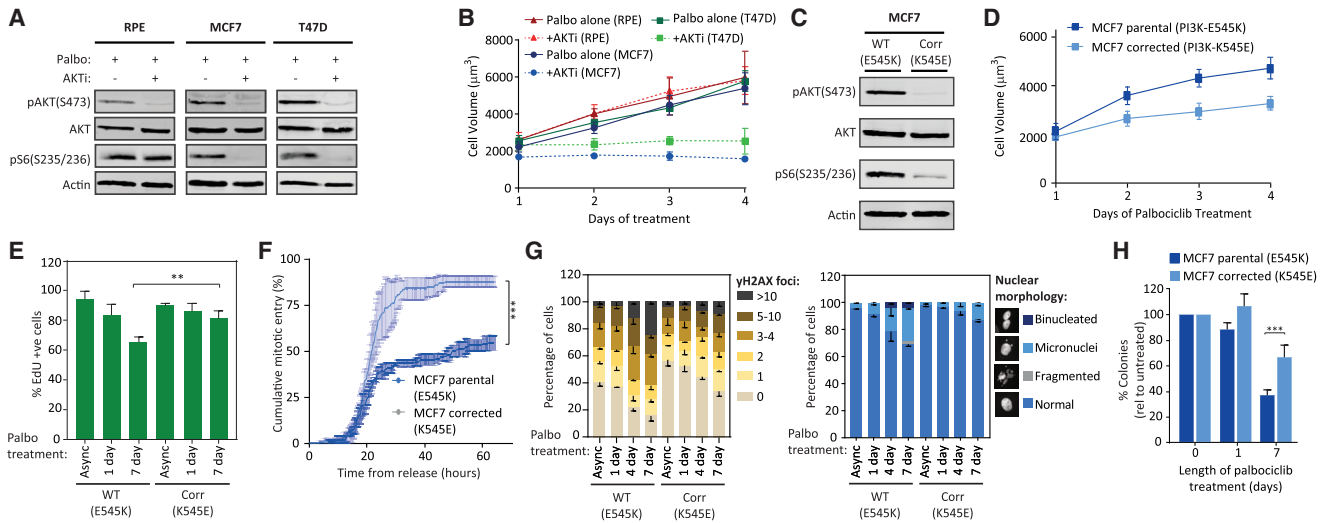 A
RPE MCF7 T47D
Palbo: + + + + + +
AKTi: - + - + - +
pAKT(S473)
AKT
pS6(S235/236)
Actin
B
Palbo alone (RPE)
+AKTi (RPE)
Palbo alone (MCF7)
+AKTi (MCF7)
Palbo alone (T47D)
+AKTi (T47D)
Cell Volume (µm³)
8000
6000
4000
2000
0
1 2 3 4
Days of treatment
C
MCF7
WT Corr
(E545K) (K545E)
pAKT(S473)
AKT
pS6(S235/236)
Actin
D
MCF7 parental (PI3K-E545K)
MCF7 corrected (PI3K-K545E)
Cell Volume (µm³)
6000
4000
2000
0
1 2 3 4
Days of Palbociclib Treatment
E
% EdU +ve cells
120
100
80
60
40
20
0
**
Palbo
treatment:
Async 1 day 7 day Async 1 day 7 day
WT Corr
(E545K) (K545E)
F
Cumulative mitotic entry (%)
100
75
50
25
0
0 20 40 60
***
MCF7 parental
(E545K)
MCF7 corrected
(K545E)
Time from release (hours)
G
Percentage of cells
120
100
80
60
40
20
0
γH2AX foci:
>10
5-10
3-4
2
1
0
Palbo
treatment:
Async 1 day 4 day 7 day Async 1 day 4 day 7 day
WT Corr
(E545K) (K545E)
Percentage of cells
120
100
80
60
40
20
0
Nuclear
morphology:
Binucleated
Micronuclei
Fragmented
Normal
Palbo
treatment:
Async 1 day 4 day 7 day Async 1 day 4 day 7 day
WT Corr
(E545K) (K545E)
H
MCF7 parental (E545K)
MCF7 corrected (K545E)
% Colonies
(rel to untreated)
120%
100%
80%
60%
40%
20%
0
***
0 1 7
Length of palbociclib
treatment (days)